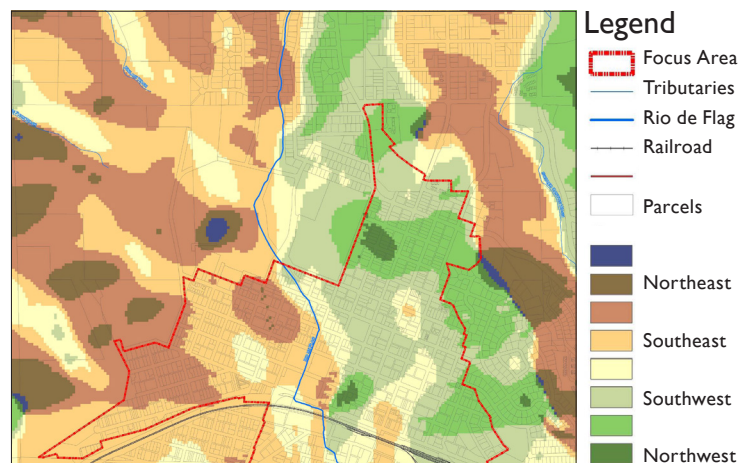 Legend
Focus Area
Tributaries
Rio de Flag
Railroad
Parcels
Northeast
Southeast
Southwest
Northwest